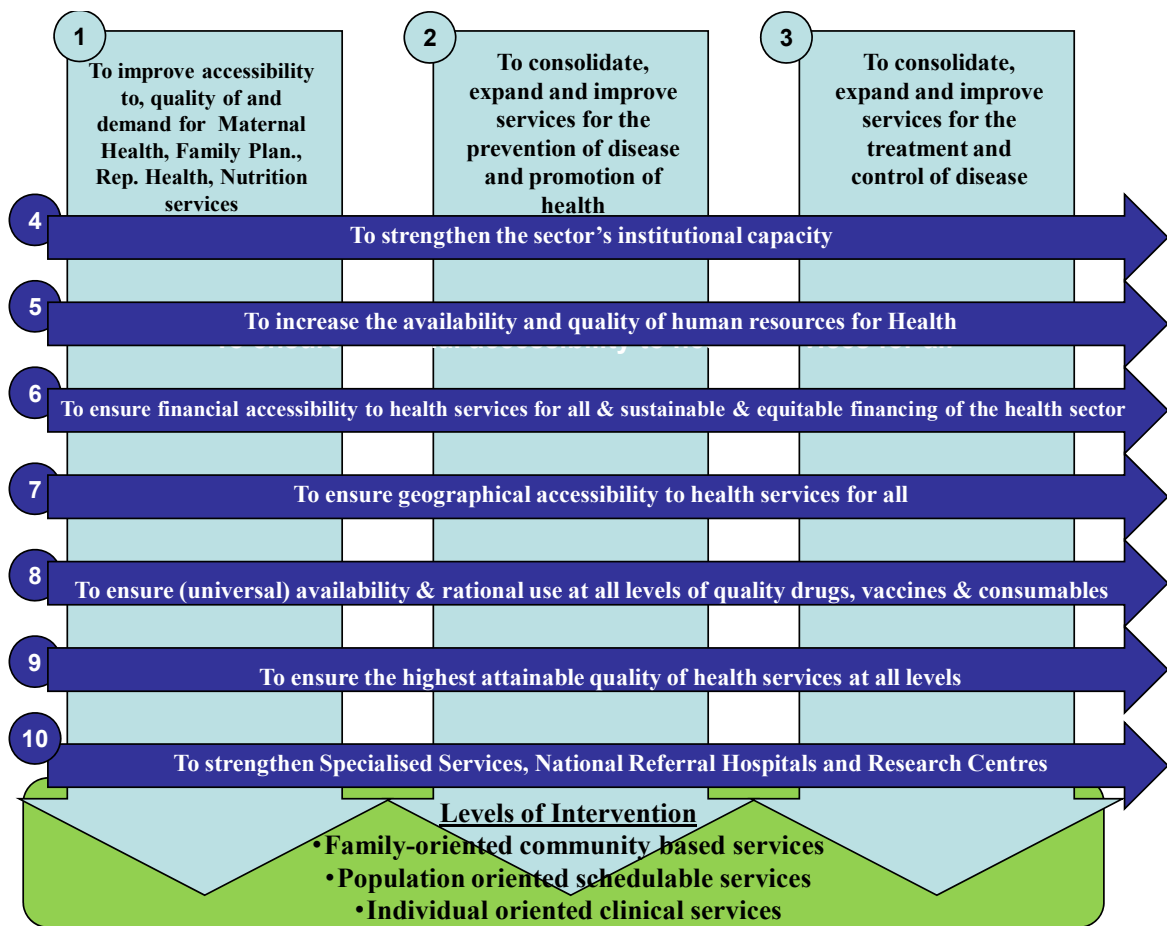 1
To improve accessibility
to, quality of and
demand for Maternal
Health, Family Plan.,
Rep. Health, Nutrition
services
2
To consolidate,
expand and improve
services for the
prevention of disease
and promotion of
health
3
To consolidate,
expand and improve
services for the
treatment and
control of disease
4
To strengthen the sector's institutional capacity
5
To increase the availability and quality of human resources for Health
6
To ensure financial accessibility to health services for all & sustainable & equitable financing of the health sector
7
To ensure geographical accessibility to health services for all
8
To ensure (universal) availability & rational use at all levels of quality drugs, vaccines & consumables
9
To ensure the highest attainable quality of health services at all levels
10
To strengthen Specialised Services, National Referral Hospitals and Research Centres
Levels of Intervention
•Family-oriented community based services
•Population oriented schedulable services
•Individual oriented clinical services